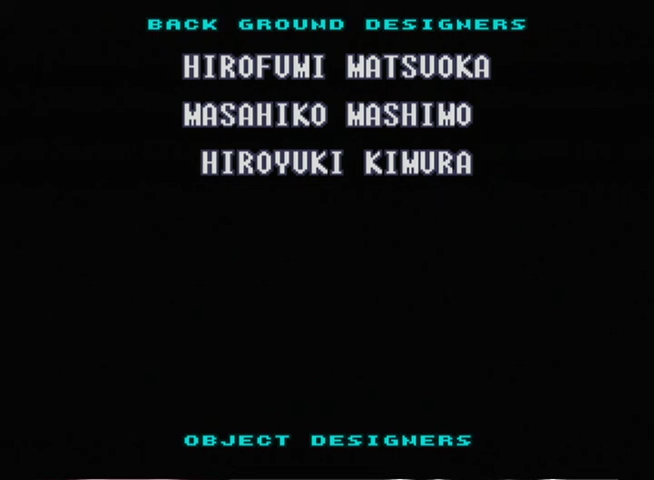 BACK GROUND DESIGNERS
HIROFUMI MATSUOKA
MASAHIKO MASHIMO
HIROYUKI KIMURA
OBJECT DESIGNERS